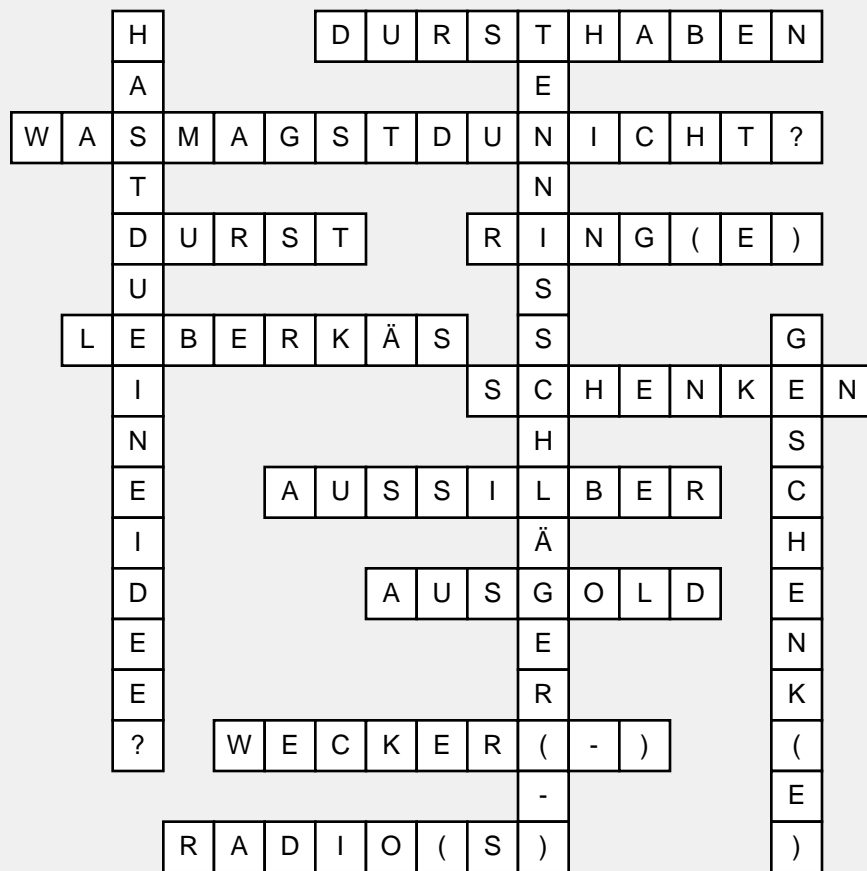 HASTDUEINEIDEE?
DURSTHABEN
TENNISSCHLÄGER(-)
WASMAGSTDUNICHT?
DURST
RING(E)
LEBERKÄS
GESCHENK(E)
SCHENKEN
AUSSILBER
AUSGOLD
WECKER(-)
RADIO(S)